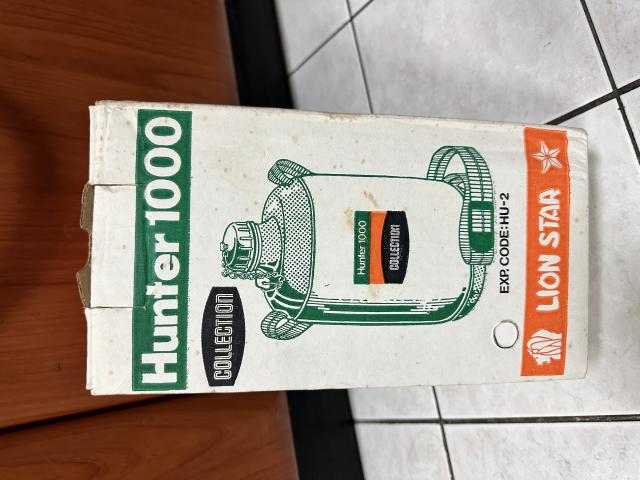 Hunter 1000
COLLECTION
Hunter 1000
COLLECTION
EXP. CODE: HU-2
LION STAR